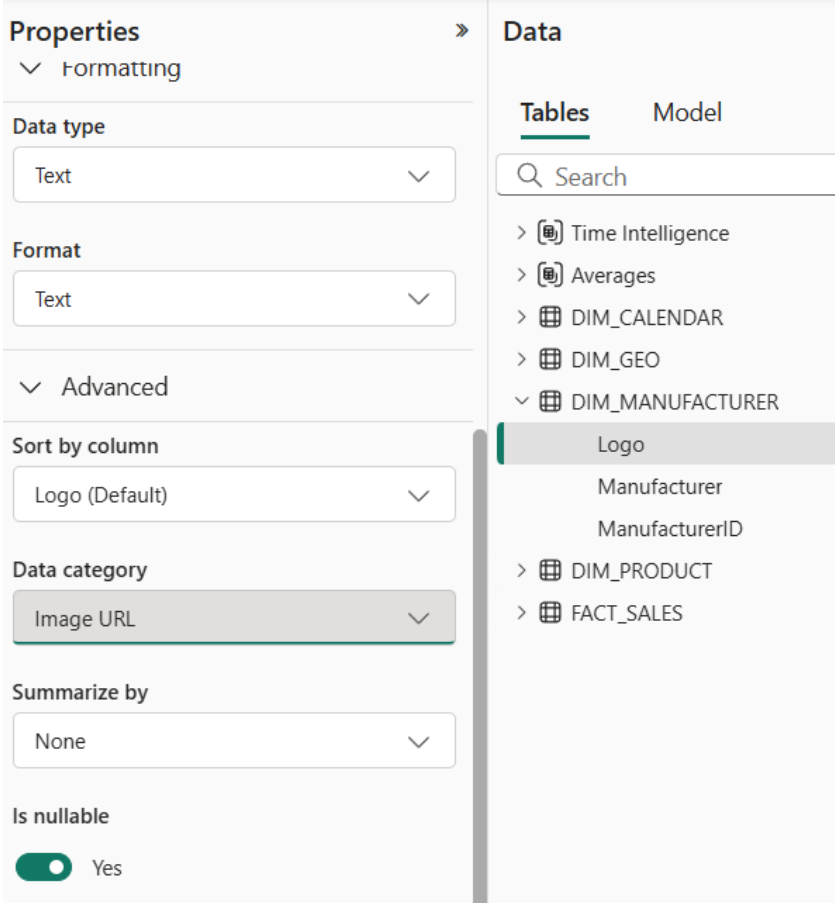 Properties
Formatting
Data type
Text
Format
Text
Advanced
Sort by column
Logo (Default)
Data category
Image URL
Summarize by
None
Is nullable
Yes
Data
Tables Model
Search
Time Intelligence
Averages
DIM_CALENDAR
DIM_GEO
DIM_MANUFACTURER
Logo
Manufacturer
ManufacturerID
DIM_PRODUCT
FACT_SALES